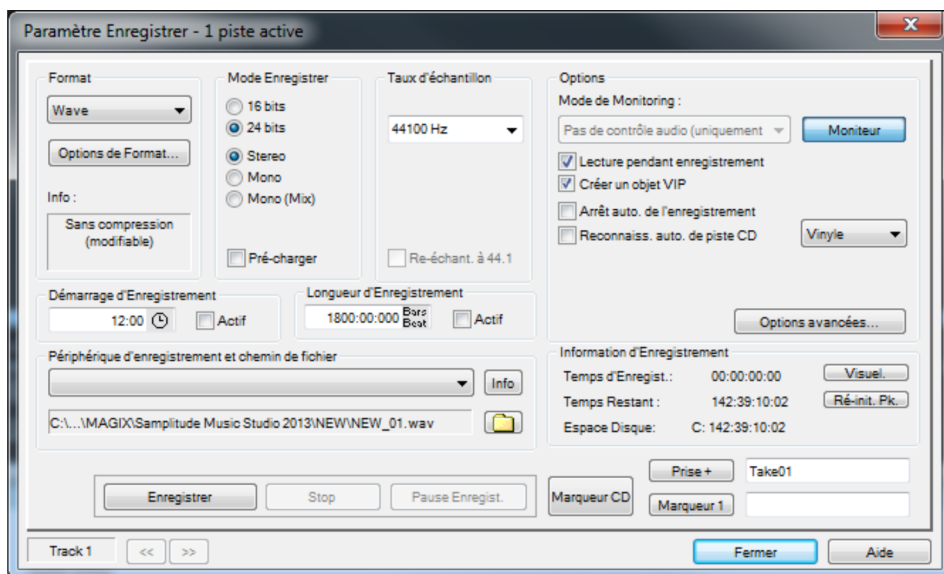 Paramètre Enregistrer - 1 piste active
Format
Wave
Options de Format...
Info :
Sans compression
(modifiable)
Mode Enregistrer
16 bits
24 bits
Stereo
Mono
Mono (Mix)
Pré-charger
Taux d'échantillon
44100 Hz
Re-échant. à 44.1
Options
Mode de Monitoring :
Pas de contrôle audio (uniquement
Moniteur
Lecture pendant enregistrement
Créer un objet VIP
Arrêt auto. de l'enregistrement
Reconnaiss. auto. de piste CD
Vinyle
Options avancées...
Démarrage d'Enregistrement
12:00
Actif
Longueur d'Enregistrement
1800:00:000 Bars Beat
Actif
Périphérique d'enregistrement et chemin de fichier
Info
C:\...\MAGIX\Samplitude Music Studio 2013\NEW\NEW_01.wav
Information d'Enregistrement
Temps d'Enregist.: 00:00:00:00
Visuel.
Temps Restant : 142:39:10:02
Ré-init. Pk.
Espace Disque: C: 142:39:10:02
Enregistrer
Stop
Pause Enregist.
Marqueur CD
Prise +
Take01
Marqueur 1
Track 1
<<
>>
Fermer
Aide